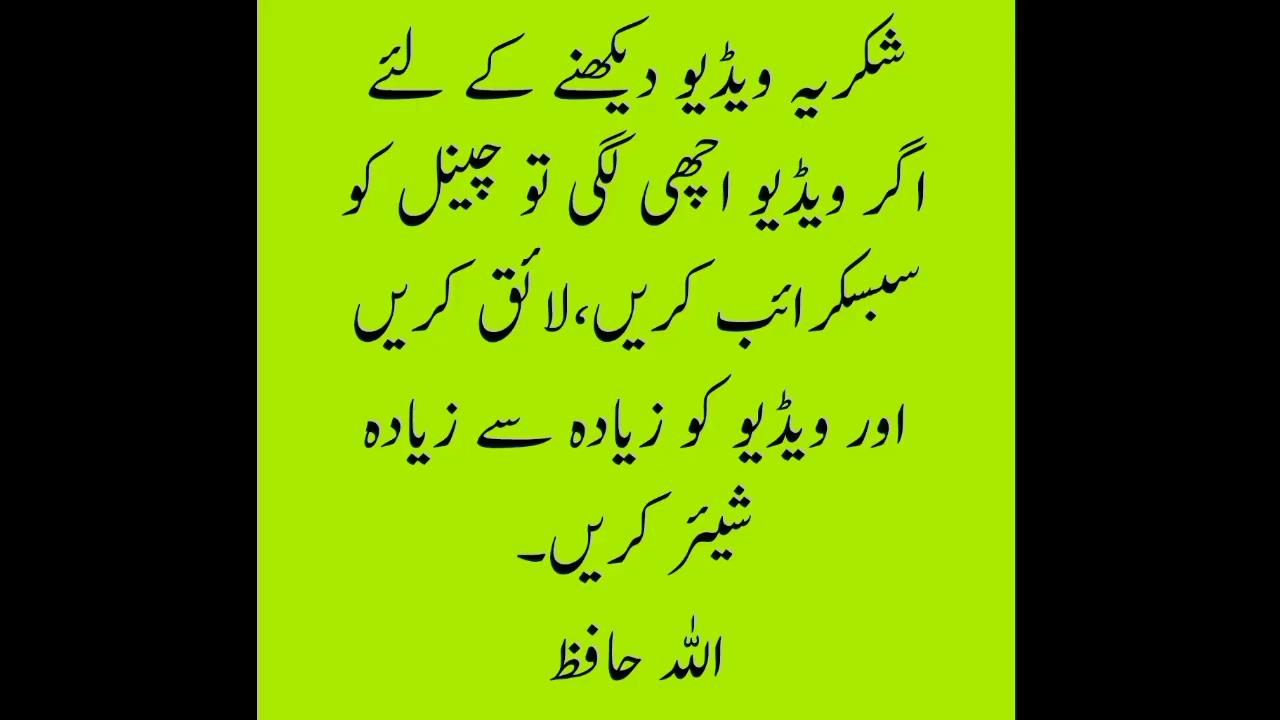 شکریہ ویڈیو دیکھنے کے لئے
اگر ویڈیو اچھی لگی تو چینل کو
سبسکرائب کریں،لائق کریں
اور ویڈیو کو زیادہ سے زیادہ
شیئر کریں۔
اللہ حافظ